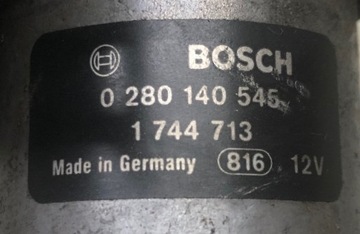 BOSCH
0 280 140 545
1 744 713
Made in Germany 816 12V